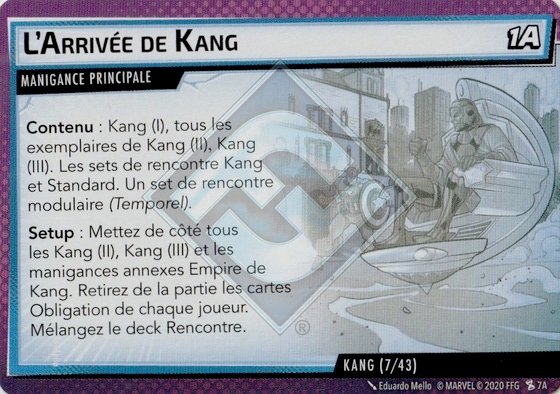 L'Arrivée de Kang
1A
MANIGANCE PRINCIPALE
Contenu : Kang (I), tous les
exemplaires de Kang (II), Kang
(III). Les sets de rencontre Kang
et Standard. Un set de rencontre
modulaire (Temporel).
Setup : Mettez de côté tous
les Kang (II), Kang (III) et les
manigances annexes Empire de
Kang. Retirez de la partie les cartes
Obligation de chaque joueur.
Mélangez le deck Rencontre.
®
KANG (7/43)
Eduardo Mello © MARVEL © 2020 FFG 7A